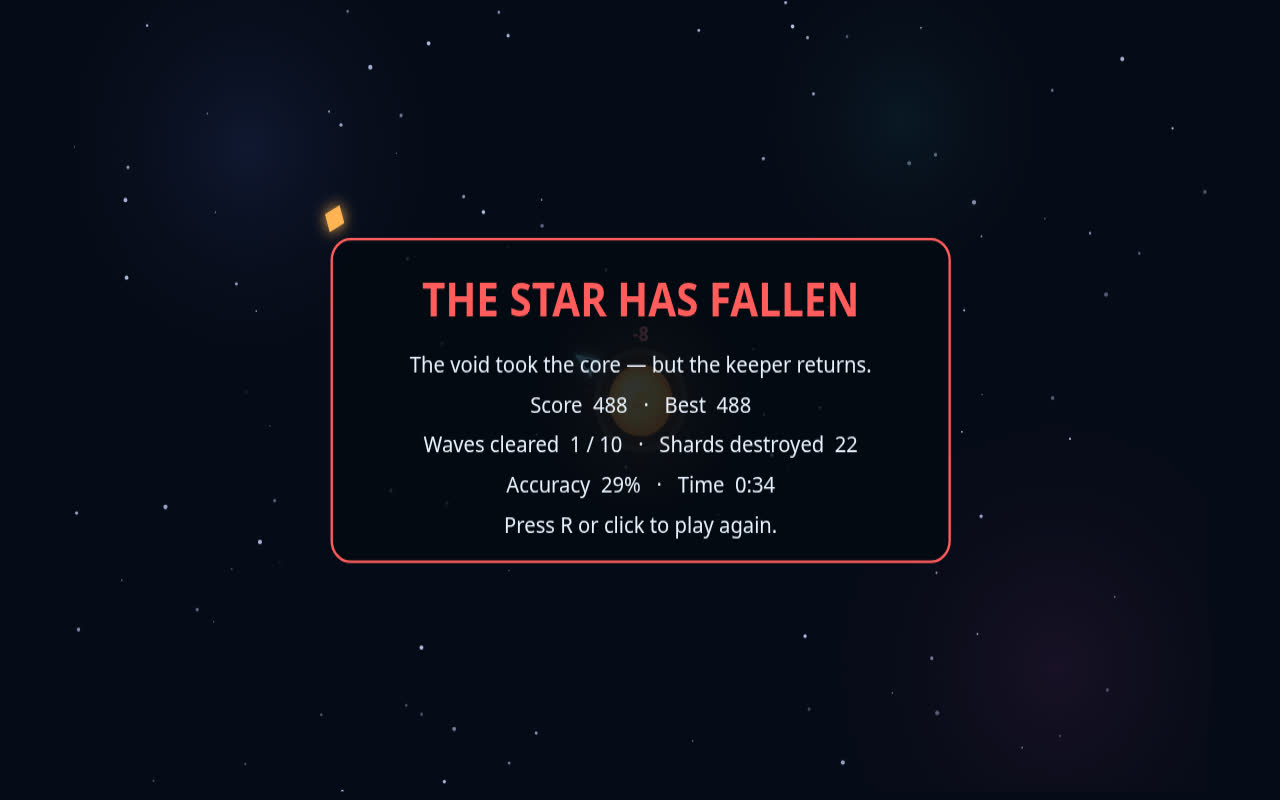 THE STAR HAS FALLEN
-8
The void took the core — but the keeper returns.
Score 488 · Best 488
Waves cleared 1 / 10 · Shards destroyed 22
Accuracy 29% · Time 0:34
Press R or click to play again.